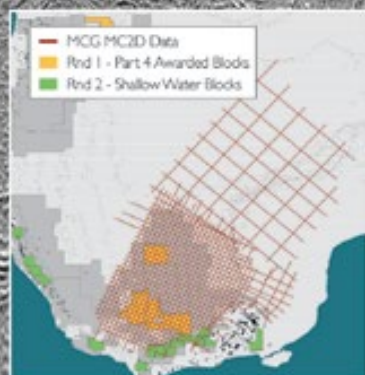 MCG MC2D Data
Rnd 1 - Part 4 Awarded Blocks
Rnd 2 - Shallow Water Blocks